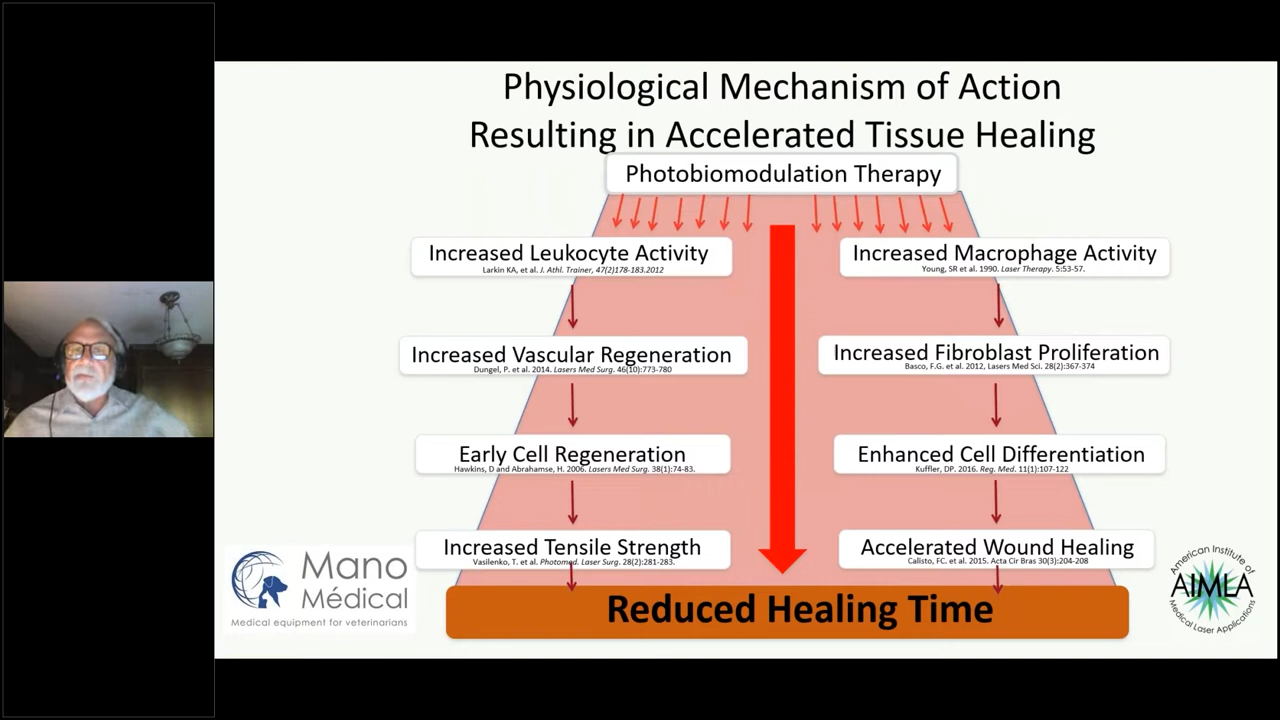 Physiological Mechanism of Action
Resulting in Accelerated Tissue Healing
Photobiomodulation Therapy
Increased Leukocyte Activity
Larkin KA, et al. J. Athl. Trainer, 47(2)178-183.2012
Increased Vascular Regeneration
Dungel, P. et al. 2014. Lasers Med Surg. 46(10):773-780
Early Cell Regeneration
Hawkins, D and Abrahamse, H. 2006. Lasers Med Surg. 38(1):74-83.
Increased Tensile Strength
Vasilenko, T. et al. Photomed. Laser Surg. 28(2):281-283.
Increased Macrophage Activity
Young, SR et al. 1990. Laser Therapy. 5:53-57.
Increased Fibroblast Proliferation
Basco, F.G. et al. 2012, Lasers Med Sci. 28(2):367-374
Enhanced Cell Differentiation
Kuffler, DP. 2016. Reg. Med. 11(1):107-122
Accelerated Wound Healing
Calisto, FC. et al. 2015. Acta Cir Bras 30(3):204-208
Reduced Healing Time
Mano
Médical
Medical equipment for veterinarians
American Institute of
AIMLA
Medical Laser Applications